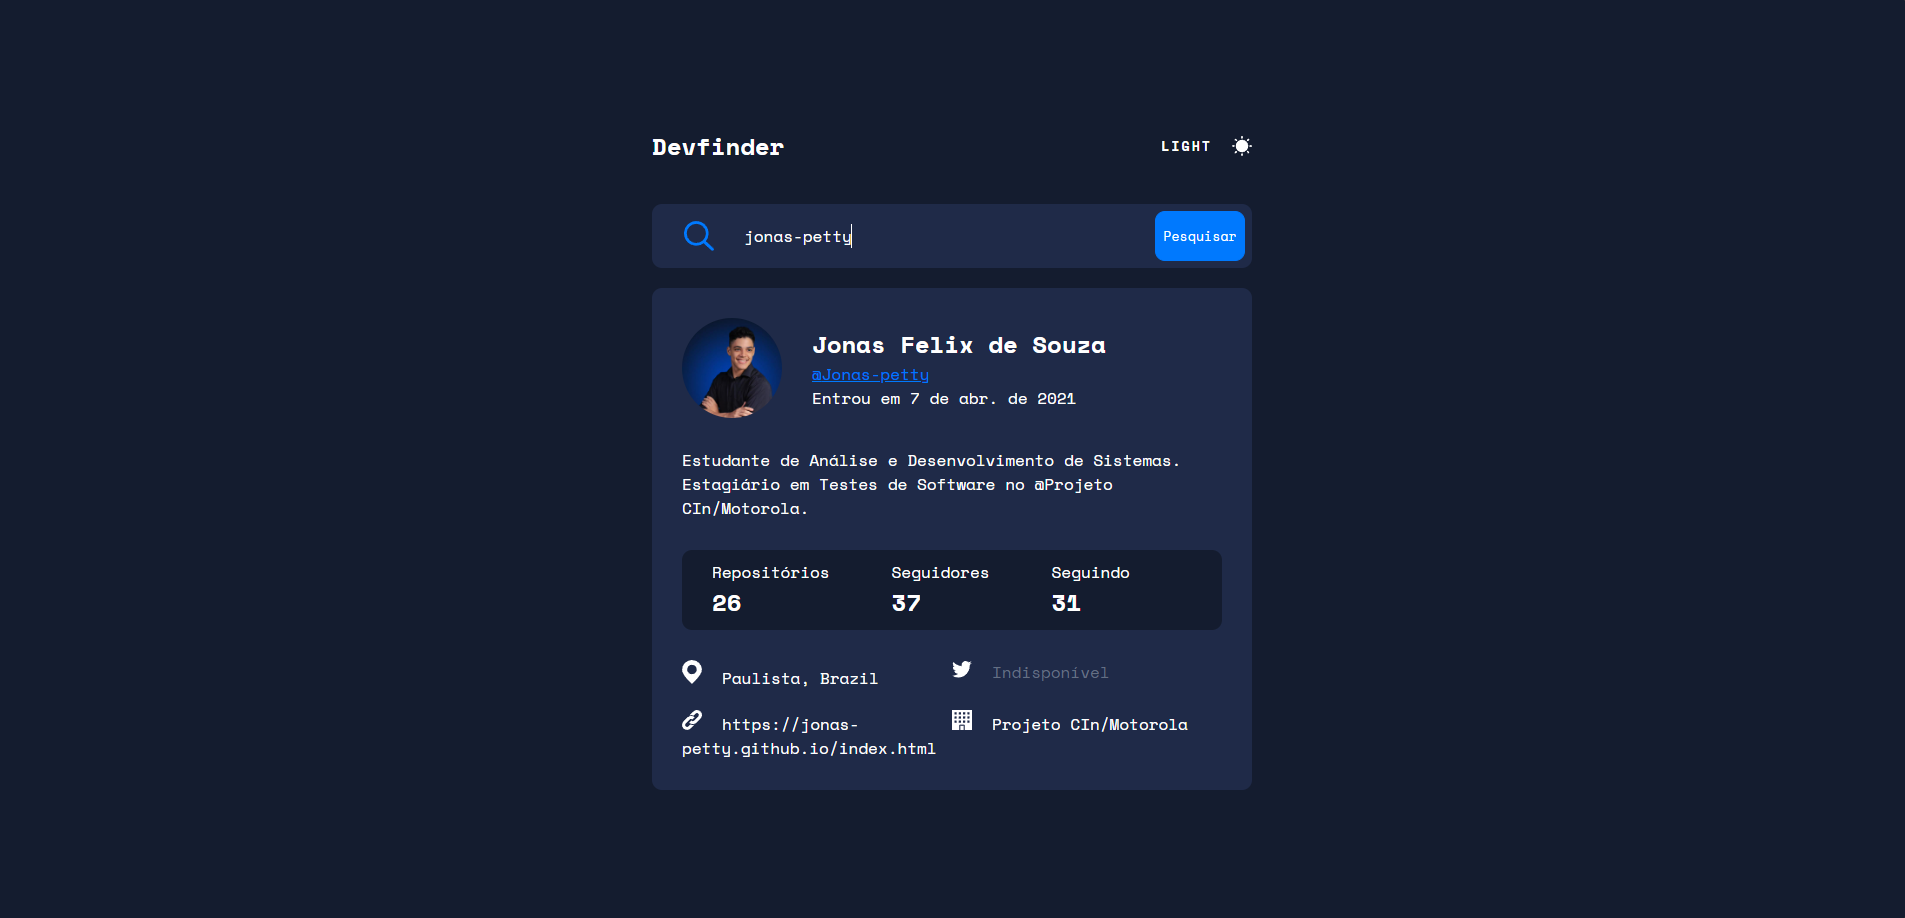 Devfinder
LIGHT
jonas-petty
Pesquisar
Jonas Felix de Souza
@Jonas-petty
Entrou em 7 de abr. de 2021
Estudante de Análise e Desenvolvimento de Sistemas.
Estagiário em Testes de Software no @Projeto
CIn/Motorola.
Repositórios Seguidores Seguindo
26 37 31
Paulista, Brazil
Indisponível
https://jonas-
petty.github.io/index.html
Projeto CIn/Motorola